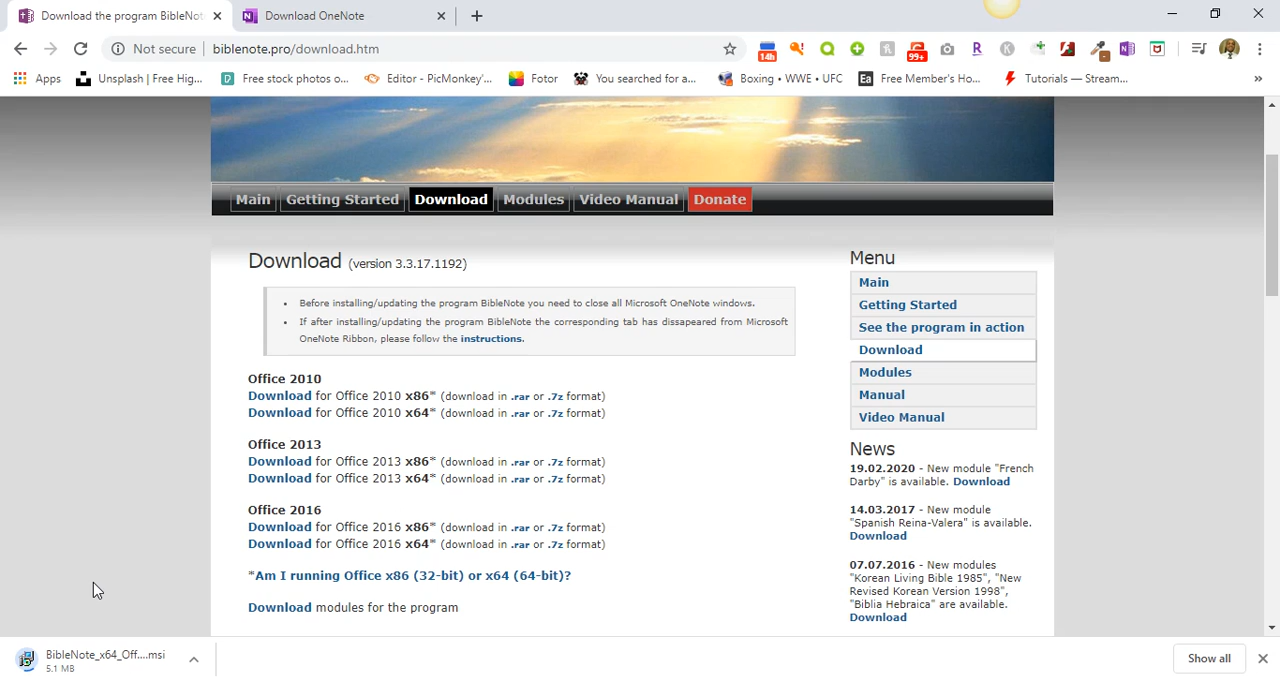 Download the program BibleNot
Download OneNote
Not secure | biblenote.pro/download.htm
14h
99+
Apps
Unsplash | Free Hig...
Free stock photos o...
Editor - PicMonkey'...
Fotor
You searched for a...
Boxing • WWE • UFC
Free Member's Ho...
Tutorials — Stream...
»
Main
Getting Started
Download
Modules
Video Manual
Donate
Download (version 3.3.17.1192)
• Before installing/updating the program BibleNote you need to close all Microsoft OneNote windows.
• If after installing/updating the program BibleNote the corresponding tab has dissapeared from Microsoft
OneNote Ribbon, please follow the instructions.
Office 2010
Download for Office 2010 x86* (download in .rar or .7z format)
Download for Office 2010 x64* (download in .rar or .7z format)
Office 2013
Download for Office 2013 x86* (download in .rar or .7z format)
Download for Office 2013 x64* (download in .rar or .7z format)
Office 2016
Download for Office 2016 x86* (download in .rar or .7z format)
Download for Office 2016 x64* (download in .rar or .7z format)
*Am I running Office x86 (32-bit) or x64 (64-bit)?
Download modules for the program
Menu
Main
Getting Started
See the program in action
Download
Modules
Manual
Video Manual
News
19.02.2020 - New module "French
Darby" is available. Download
14.03.2017 - New module
"Spanish Reina-Valera" is available.
Download
07.07.2016 - New modules
"Korean Living Bible 1985", "New
Revised Korean Version 1998",
"Biblia Hebraica" are available.
Download
BibleNote_x64_Off....msi
5.1 MB
Show all